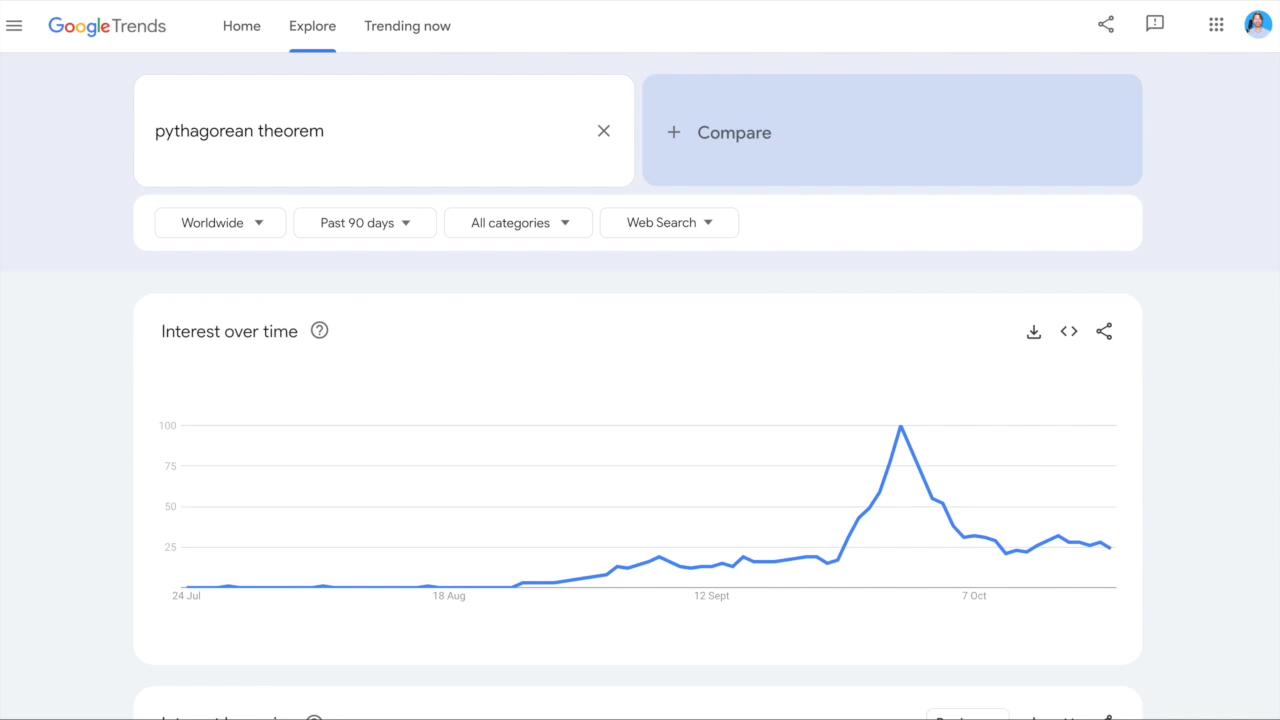 Google Trends
Home
Explore
Trending now
pythagorean theorem
+ Compare
Worldwide
Past 90 days
All categories
Web Search
Interest over time
100
75
50
25
24 Jul
18 Aug
12 Sept
7 Oct